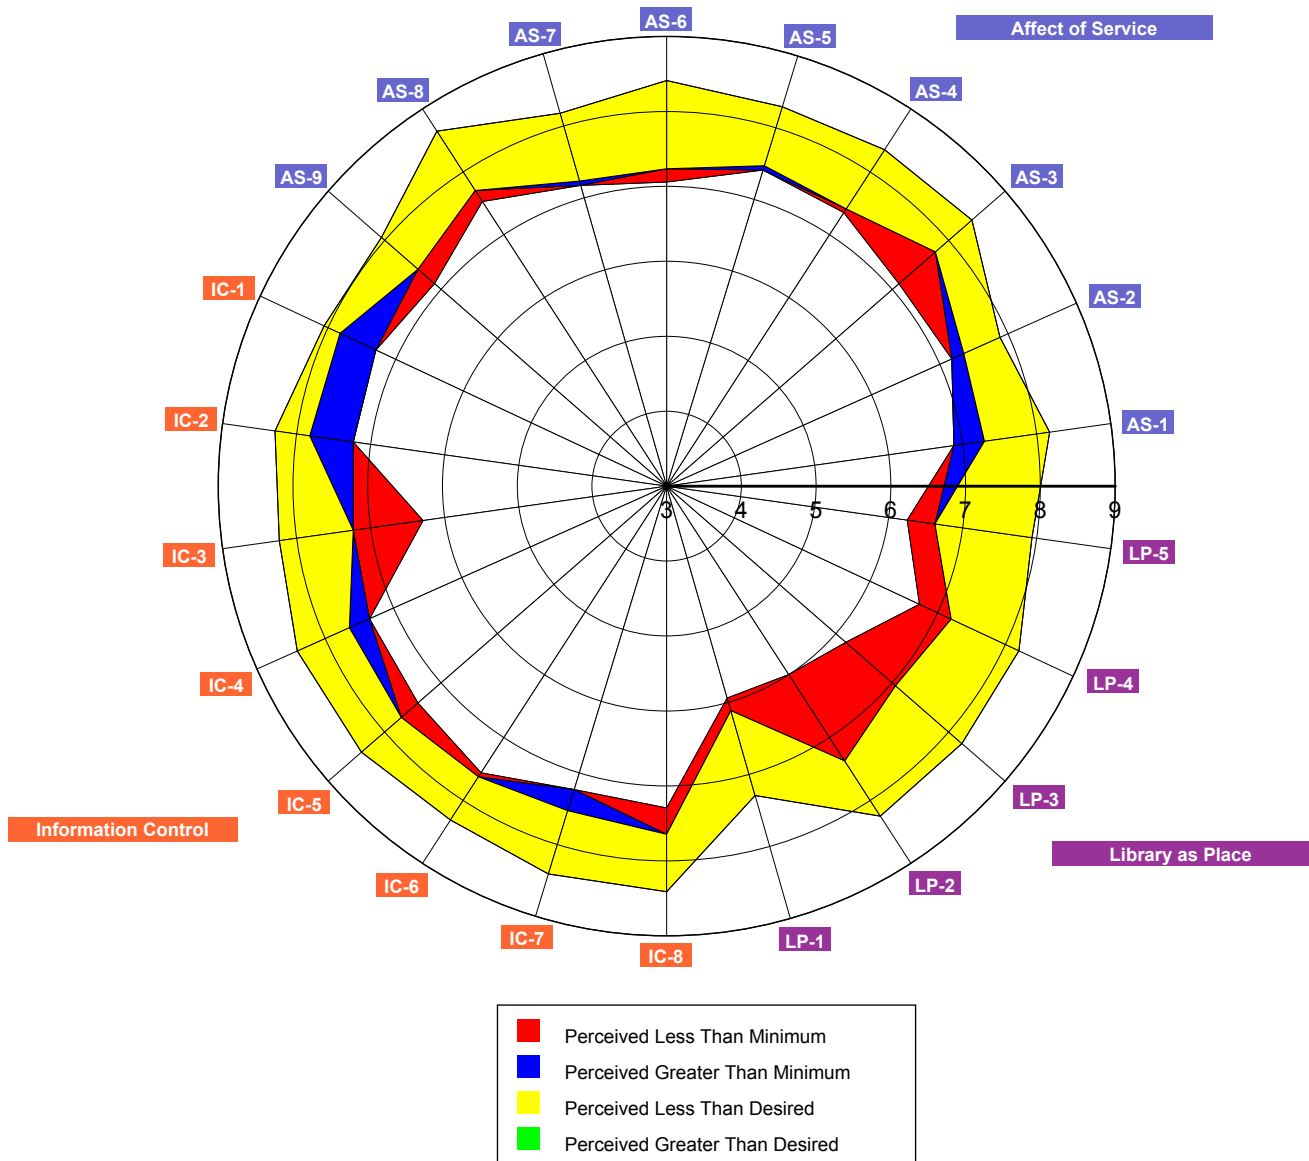 AS-6
AS-7
AS-5
Affect of Service
AS-8
AS-4
AS-9
AS-3
IC-1
AS-2
IC-2
AS-1
3 4 5 6 7 8 9
IC-3
LP-5
IC-4
LP-4
IC-5
LP-3
Information Control
Library as Place
IC-6
LP-2
IC-7
LP-1
IC-8
Perceived Less Than Minimum
Perceived Greater Than Minimum
Perceived Less Than Desired
Perceived Greater Than Desired